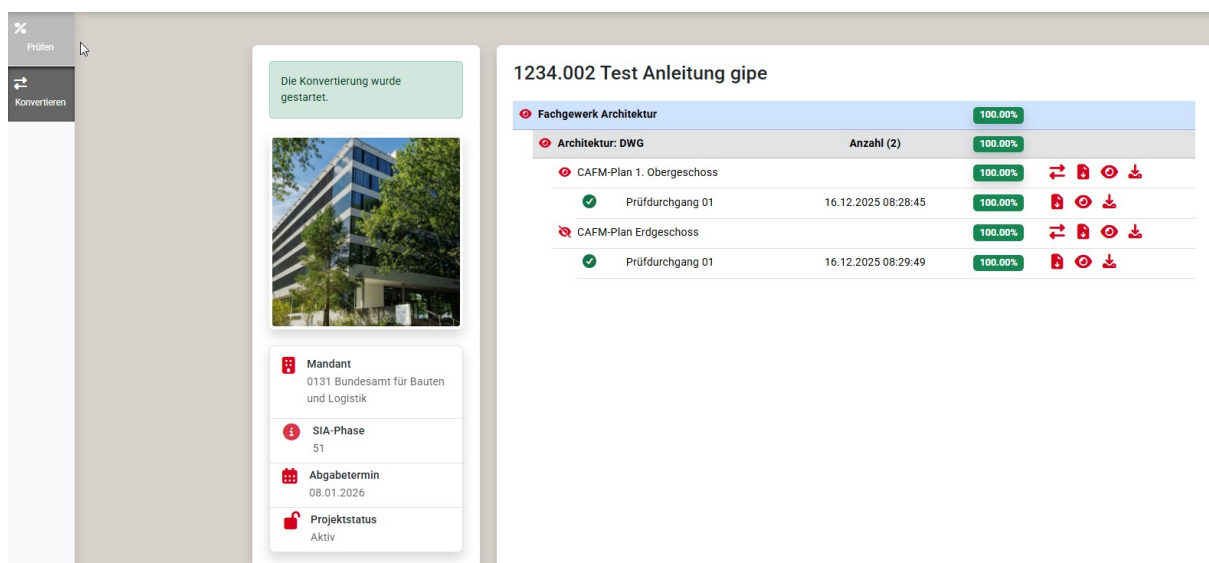 Prüfen
Konvertieren
Die Konvertierung wurde
gestartet.
Mandant
0131 Bundesamt für Bauten
und Logistik
SIA-Phase
51
Abgabetermin
08.01.2026
Projektstatus
Aktiv
1234.002 Test Anleitung gipe
Fachgewerk Architektur 100.00%
Architektur: DWG Anzahl (2) 100.00%
CAFM-Plan 1. Obergeschoss 100.00%
Prüfdurchgang 01 16.12.2025 08:28:45 100.00%
CAFM-Plan Erdgeschoss 100.00%
Prüfdurchgang 01 16.12.2025 08:29:49 100.00%